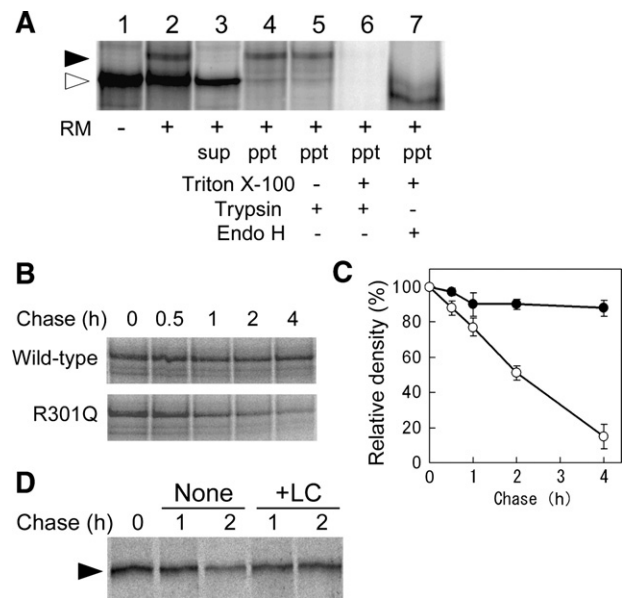 A
1 2 3 4 5 6 7
RM - + + + + + +
sup ppt ppt ppt ppt
Triton X-100 - + +
Trypsin + + -
Endo H - - +
B
Chase (h) 0 0.5 1 2 4
Wild-type
R301Q
C
Relative density (%)
100
80
60
40
20
0
0 1 2 3 4
Chase (h)
D
None +LC
Chase (h) 0 1 2 1 2